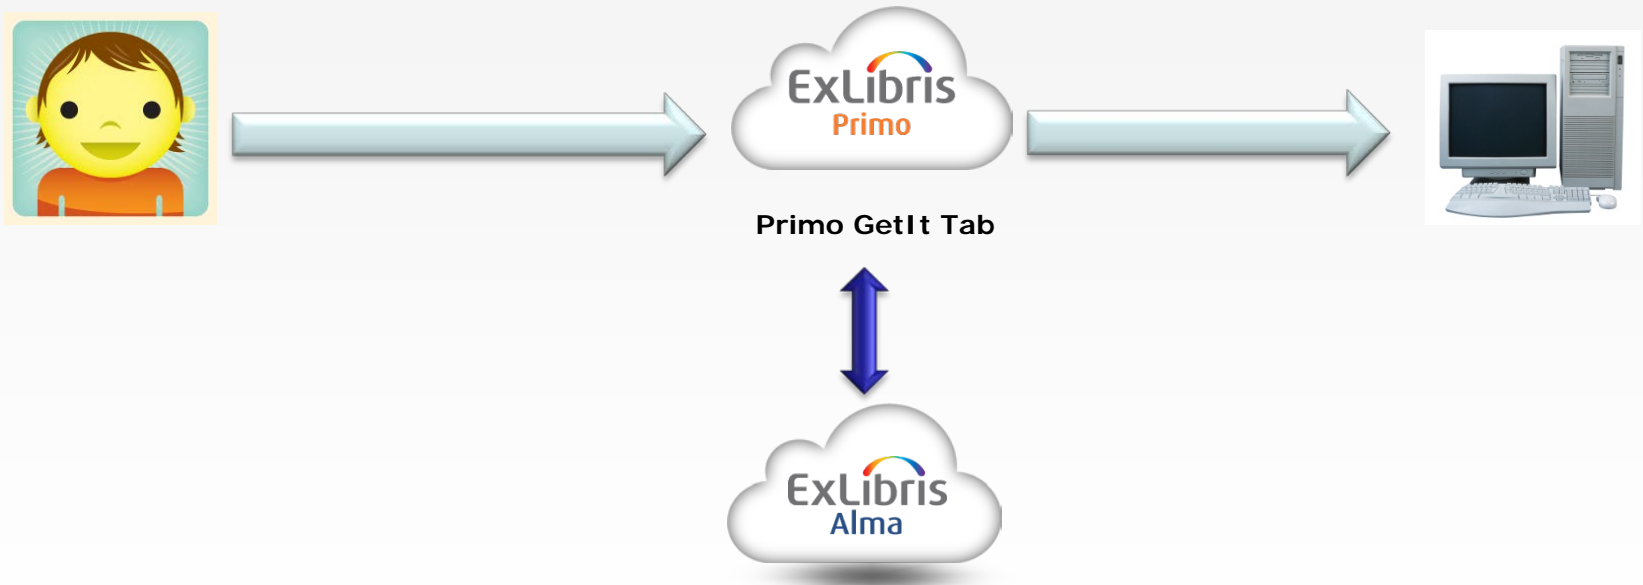 ExLibris
Primo
Primo GetIt Tab
ExLibris
Alma